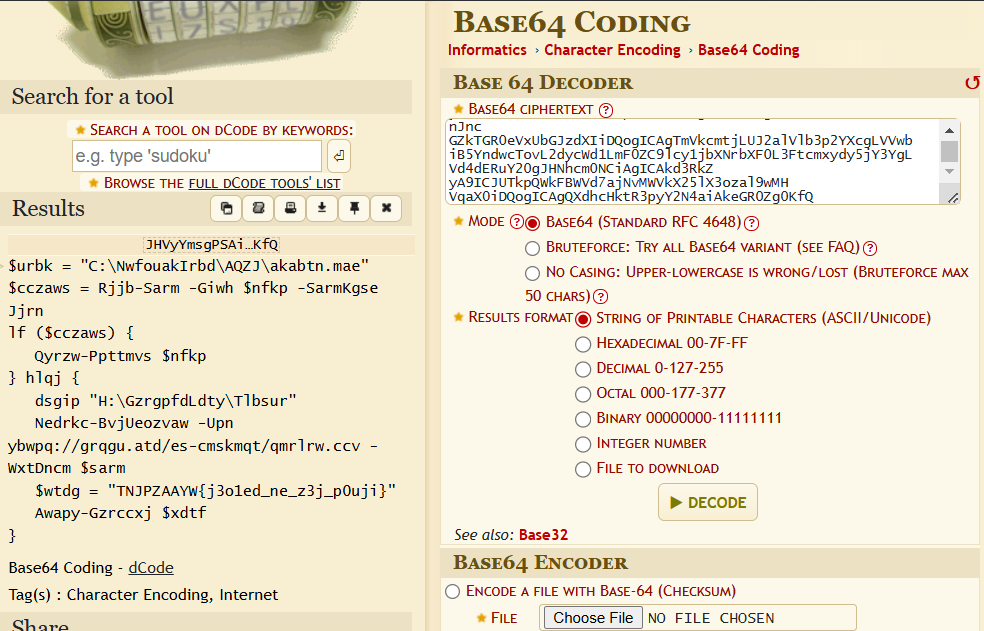 Search for a tool
★ Search a tool on dCode by keywords:
e.g. type 'sudoku'
★ Browse the full dCode tools' list
Results
JHVyYmsgPSAi…KfQ
$urbk = "C:\NwfouakIrbd\AQZJ\akabtn.mae"
$cczaws = Rjjb-Sarm -Giwh $nfkp -SarmKgse
Jjrn
lf ($cczaws) {
Qyrzw-Ppttmvs $nfkp
} hlqj {
dsgip "H:\GzrgpfdLdty\Tlbsur"
Nedrkc-BvjUeozvaw -Upn
ybwpq://grqgu.atd/es-cmskmqt/qmrlrw.ccv -
WxtDncm $sarm
$wtdg = "TNJPZAAYW{j3o1ed_ne_z3j_p0uji}"
Awapy-Gzrccxj $xdtf
}
Base64 Coding - dCode
Tag(s) : Character Encoding, Internet
Share
Base64 Coding
Informatics › Character Encoding › Base64 Coding
Base 64 Decoder
★ Base64 ciphertext ?
nJnc
GZkTGR0eVxUbGJzdXIiDQogICAgTmVkcmtjLUJ2alVlb3p2YXcgLVVwb
iB5YndwcTovL2dycWd1LmF0ZC9lcy1jbXNrbXF0L3Ftcmxydy5jY3YgL
Vd4dERuY20gJHNhcm0NCiAgICAkd3RkZ
yA9ICJUTkpQWkFBWVd7ajNvMWVkX25lX3ozal9wMH
VqaX0iDQogICAgQXdhcHktR3pyY2N4aiAkeGR0Zg0KfQ
★ Mode ? Base64 (Standard RFC 4648) ?
Bruteforce: Try all Base64 variant (see FAQ) ?
No Casing: Upper-lowercase is wrong/lost (Bruteforce max
50 chars) ?
★ Results format String of Printable Characters (ASCII/Unicode)
Hexadecimal 00-7F-FF
Decimal 0-127-255
Octal 000-177-377
Binary 00000000-11111111
Integer number
File to download
▶ DECODE
See also: Base32
Base64 Encoder
Encode a file with Base-64 (Checksum)
★ File Choose File No file chosen